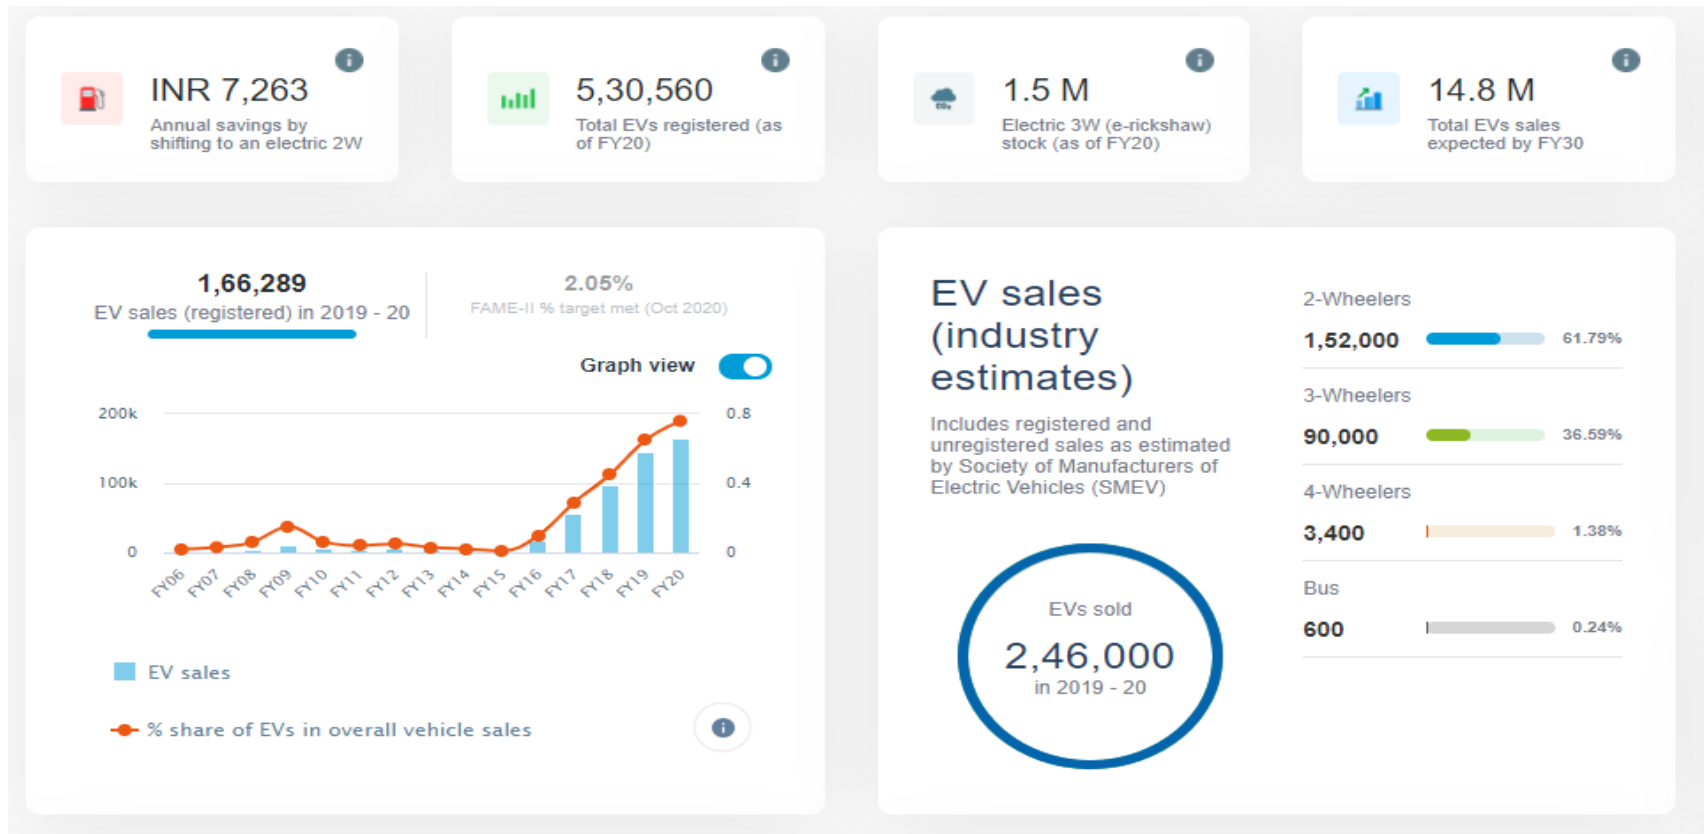 INR 7,263
Annual savings by
shifting to an electric 2W
5,30,560
Total EVs registered (as
of FY20)
1.5 M
Electric 3W (e-rickshaw)
stock (as of FY20)
14.8 M
Total EVs sales
expected by FY30
1,66,289
EV sales (registered) in 2019 - 20
2.05%
FAME-II % target met (Oct 2020)
Graph view
200k
100k
0
0.8
0.4
0
FY06
FY07
FY08
FY09
FY10
FY11
FY12
FY13
FY14
FY15
FY16
FY17
FY18
FY19
FY20
EV sales
% share of EVs in overall vehicle sales
EV sales
(industry
estimates)
Includes registered and
unregistered sales as estimated
by Society of Manufacturers of
Electric Vehicles (SMEV)
EVs sold
2,46,000
in 2019 - 20
2-Wheelers
1,52,000 61.79%
3-Wheelers
90,000 36.59%
4-Wheelers
3,400 1.38%
Bus
600 0.24%